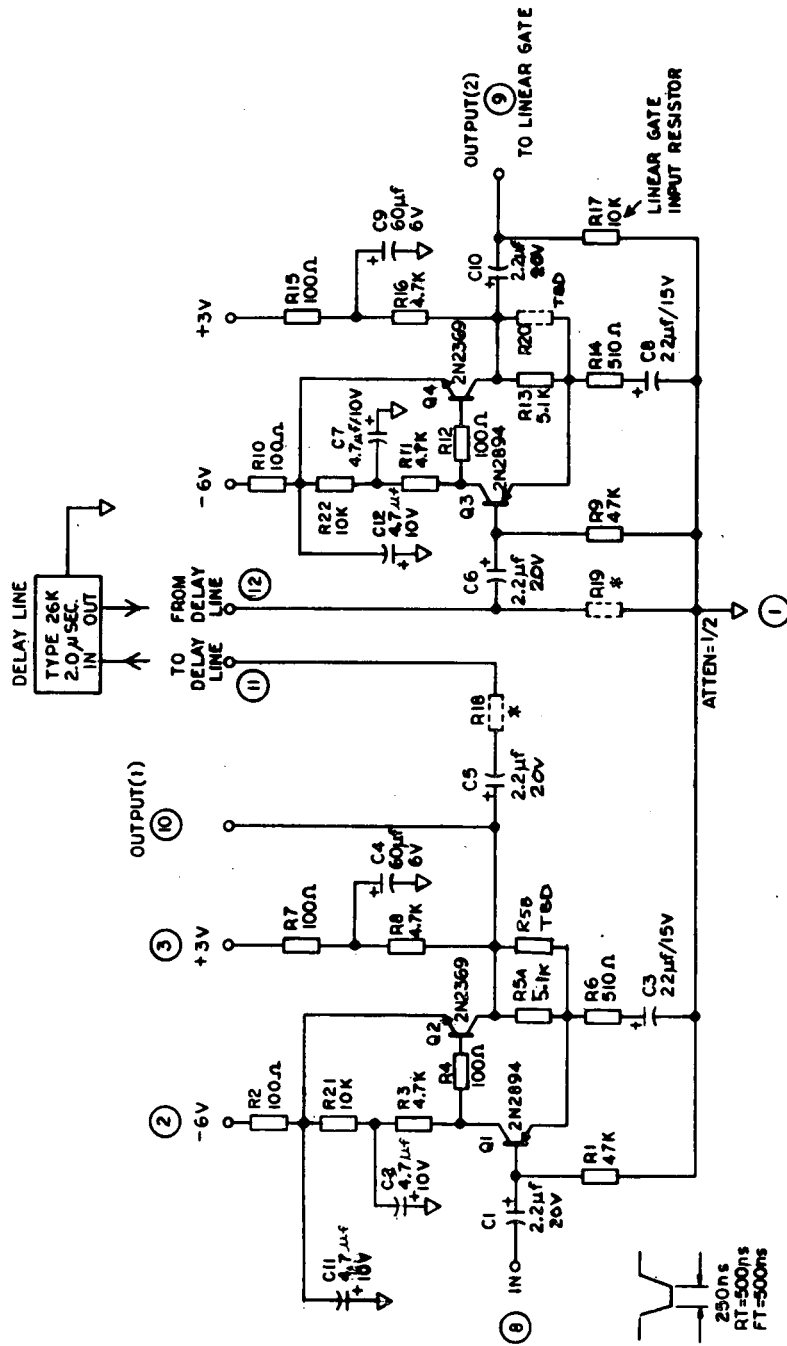 DELAY LINE
TYPE 26K
2.0 μSEC.
IN OUT
TO
DELAY
LINE
11
FROM
DELAY
LINE
12
OUTPUT(1)
10
3
+3V
R7
100Ω
C4
60μf
6V
R8
4.7K
2
-6V
R2
100Ω
R21
10K
R3
4.7K
4.7μf
10V
C11
4.7μf
10V
Q2
2N2369
R4
100Ω
Q1
2N2894
R5A
5.1K
R5B
TBD
R6
510Ω
C3
22μf/15V
C1
2.2μf
20V
IN
8
R1
47K
C5
2.2μf
20V
R18
*
250ns
RT=500ns
FT=500ns
-6V
R10
100Ω
R22
10K
C7
4.7μf/10V
C12
4.7μf
10V
R11
4.7K
R12
100Ω
Q4
2N2369
Q3
2N2894
C6
2.2μf
20V
R9
47K
R19
*
ATTEN=1/2
1
+3V
R15
100Ω
C9
60μf
6V
R16
4.7K
C10
2.2μf
20V
R20
TBD
R13
5.1K
R14
510Ω
C8
22μf/15V
OUTPUT(2)
9
TO LINEAR GATE
R17
10K
LINEAR GATE
INPUT RESISTOR